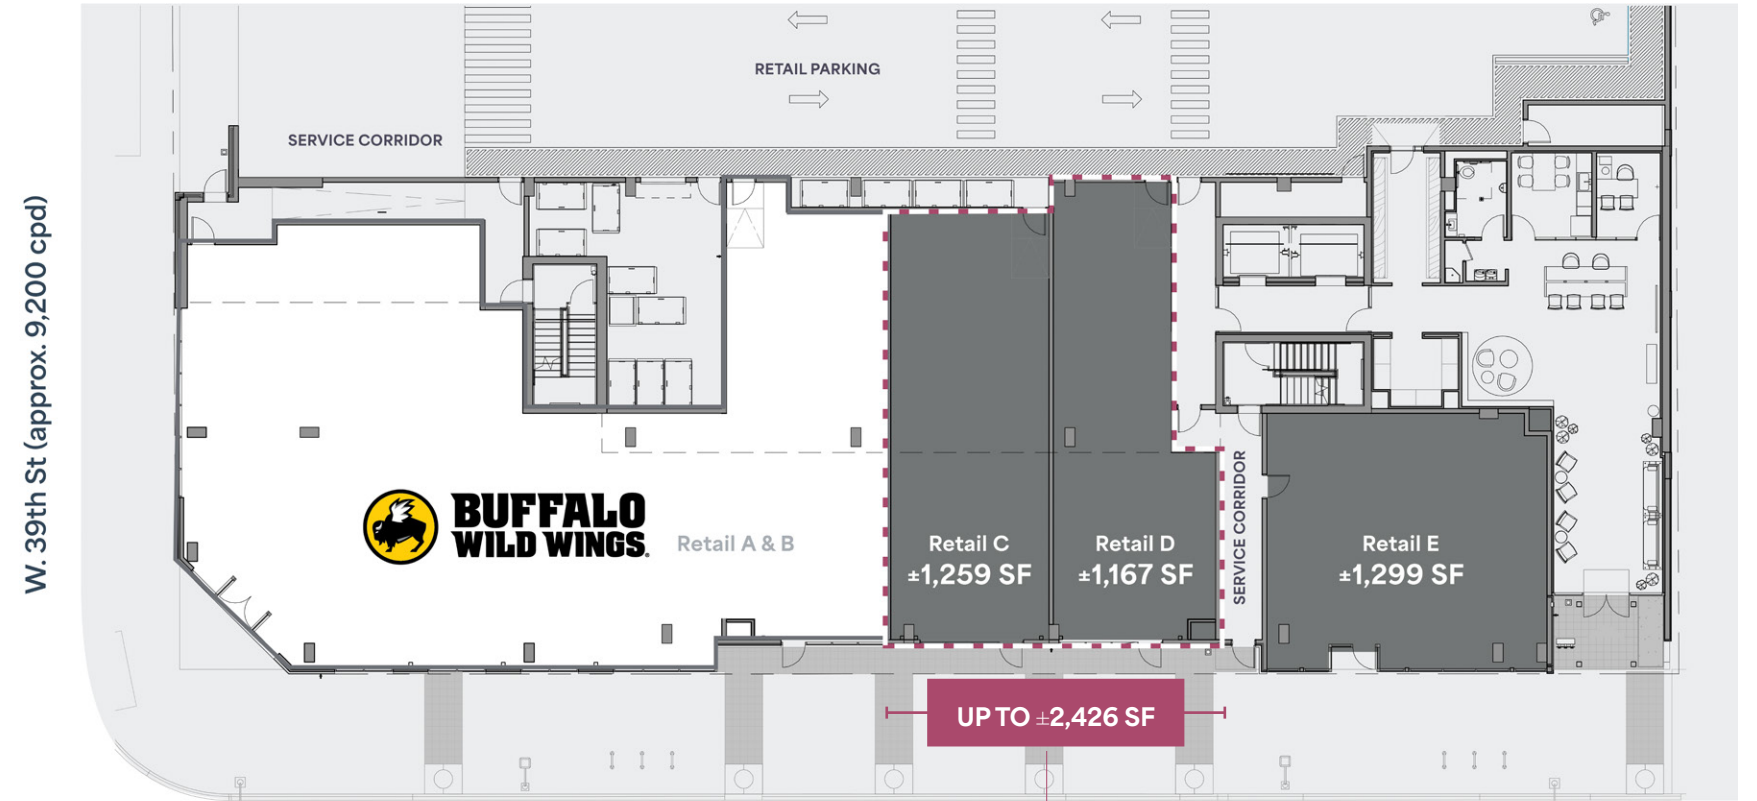 RETAIL PARKING
SERVICE CORRIDOR
W. 39th St (approx. 9,200 cpd)
BUFFALO
WILD WINGS.
Retail A & B
Retail C
±1,259 SF
Retail D
±1,167 SF
SERVICE CORRIDOR
Retail E
±1,299 SF
UP TO ±2,426 SF